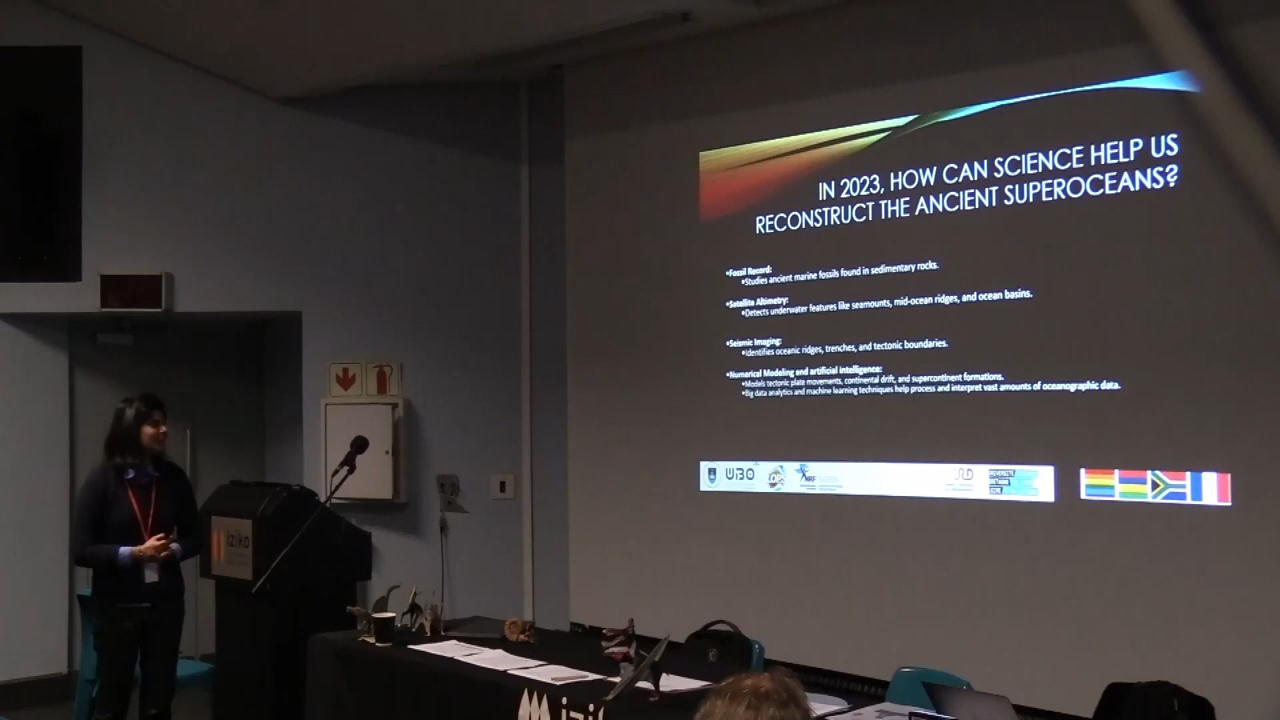 IN 2023, HOW CAN SCIENCE HELP US
RECONSTRUCT THE ANCIENT SUPEROCEANS?
•Fossil Record:
•Studies ancient marine fossils found in sedimentary rocks.
•Satellite Altimetry:
•Detects underwater features like seamounts, mid-ocean ridges, and ocean basins.
•Seismic Imaging:
•Identifies oceanic ridges, trenches, and tectonic boundaries.
•Numerical Modeling and artificial intelligence:
•Models tectonic plate movements, continental drift, and supercontinent formations.
•Big data analytics and machine learning techniques help process and interpret vast amounts of oceanographic data.
UBO
NRF
IRD
iziko